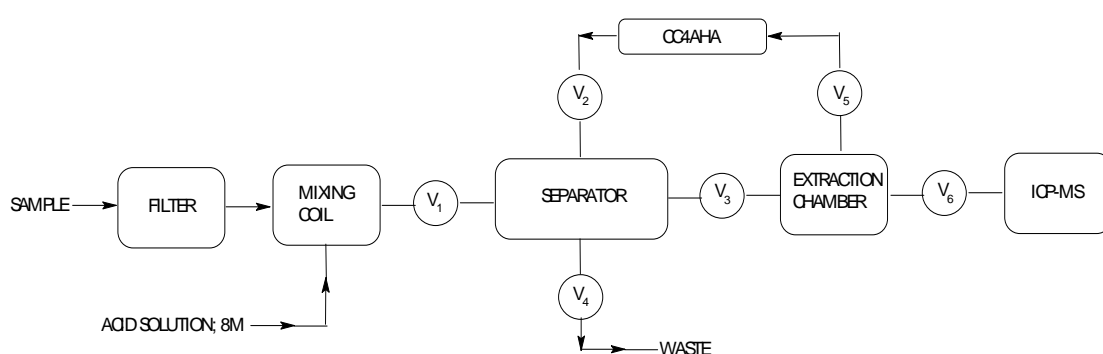 CC4AHA
V2
V5
SAMPLE
FILTER
MIXING
COIL
V1
SEPARATOR
V3
EXTRACTION
CHAMBER
V6
ICP-MS
V4
ACID SOLUTION; 8M
WASTE